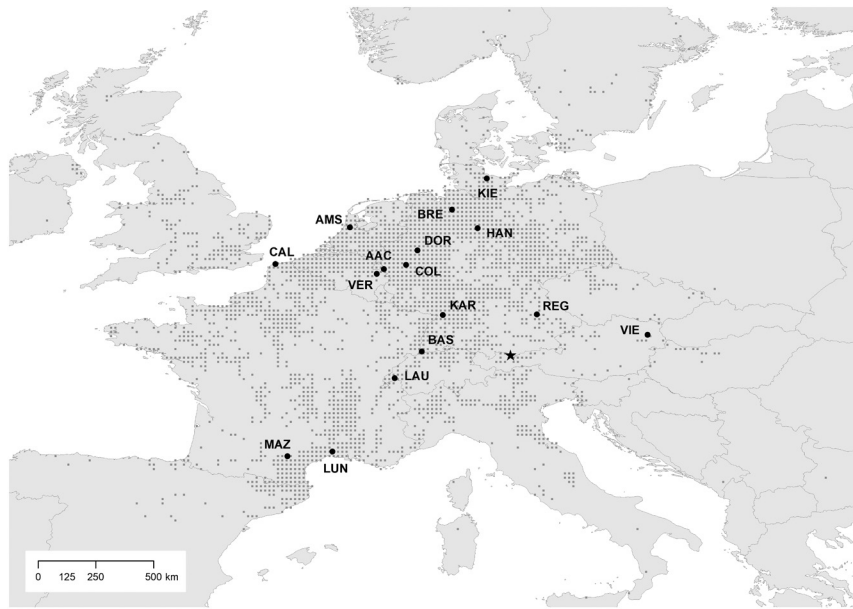 KIE
BRE
AMS
HAN
DOR
CAL
AAC
COL
VER
KAR
REG
VIE
BAS
LAU
MAZ
LUN
0 125 250 500 km